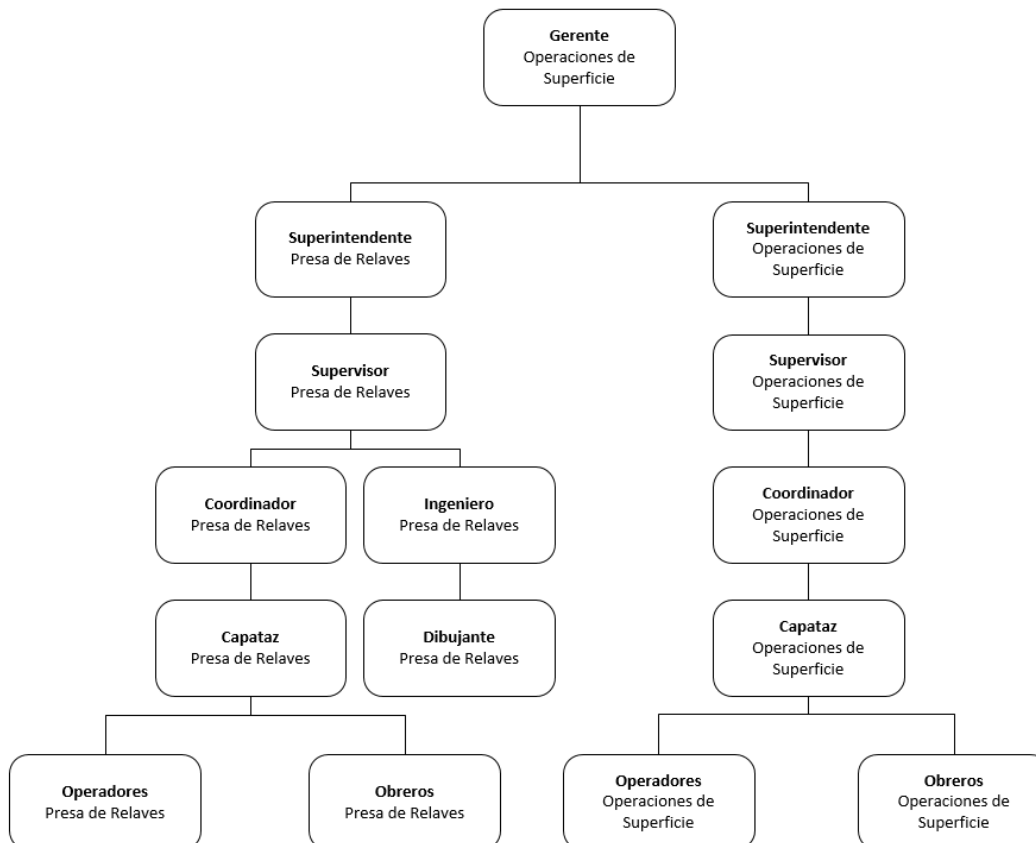 Gerente
Operaciones de
Superficie
Superintendente
Presa de Relaves
Superintendente
Operaciones de
Superficie
Supervisor
Presa de Relaves
Supervisor
Operaciones de
Superficie
Coordinador
Presa de Relaves
Ingeniero
Presa de Relaves
Coordinador
Operaciones de
Superficie
Capataz
Presa de Relaves
Dibujante
Presa de Relaves
Capataz
Operaciones de
Superficie
Operadores
Presa de Relaves
Obreros
Presa de Relaves
Operadores
Operaciones de
Superficie
Obreros
Operaciones de
Superficie